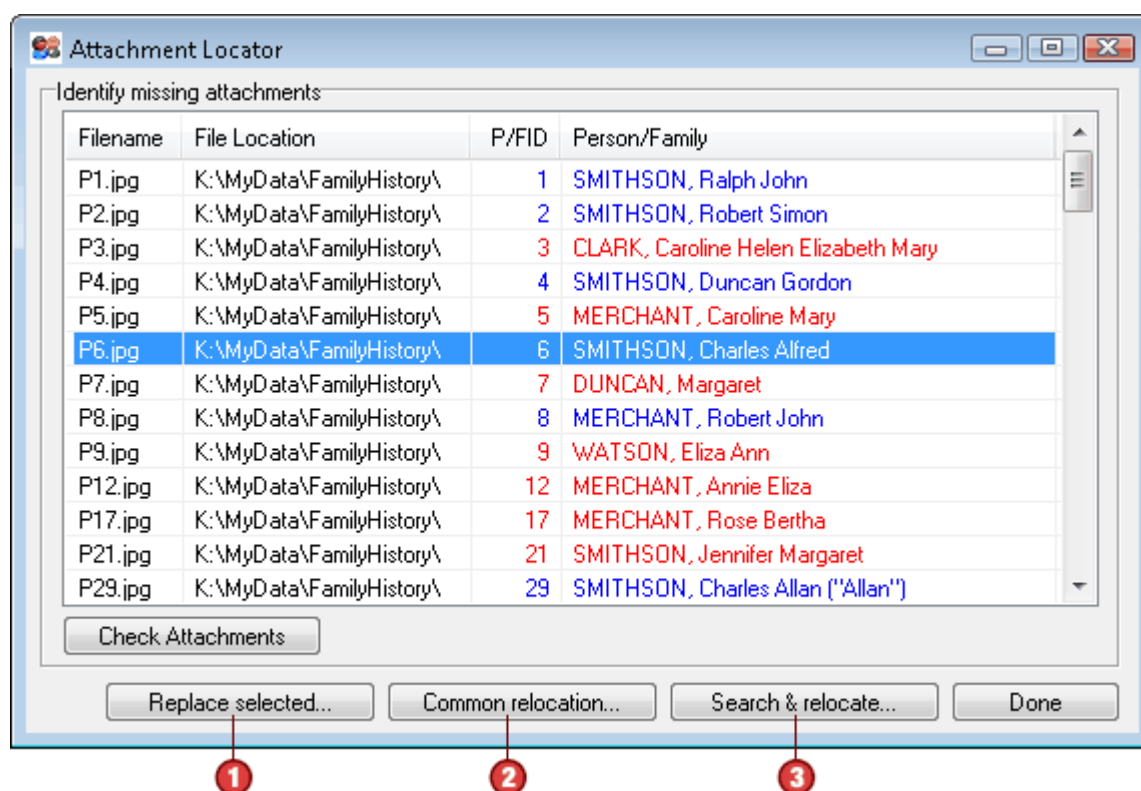 Attachment Locator
Identify missing attachments
Filename File Location P/FID Person/Family
P1.jpg K:\MyData\FamilyHistory\ 1 SMITHSON, Ralph John
P2.jpg K:\MyData\FamilyHistory\ 2 SMITHSON, Robert Simon
P3.jpg K:\MyData\FamilyHistory\ 3 CLARK, Caroline Helen Elizabeth Mary
P4.jpg K:\MyData\FamilyHistory\ 4 SMITHSON, Duncan Gordon
P5.jpg K:\MyData\FamilyHistory\ 5 MERCHANT, Caroline Mary
P6.jpg K:\MyData\FamilyHistory\ 6 SMITHSON, Charles Alfred
P7.jpg K:\MyData\FamilyHistory\ 7 DUNCAN, Margaret
P8.jpg K:\MyData\FamilyHistory\ 8 MERCHANT, Robert John
P9.jpg K:\MyData\FamilyHistory\ 9 WATSON, Eliza Ann
P12.jpg K:\MyData\FamilyHistory\ 12 MERCHANT, Annie Eliza
P17.jpg K:\MyData\FamilyHistory\ 17 MERCHANT, Rose Bertha
P21.jpg K:\MyData\FamilyHistory\ 21 SMITHSON, Jennifer Margaret
P29.jpg K:\MyData\FamilyHistory\ 29 SMITHSON, Charles Allan ("Allan")
Check Attachments
Replace selected... Common relocation... Search & relocate... Done
1 2 3